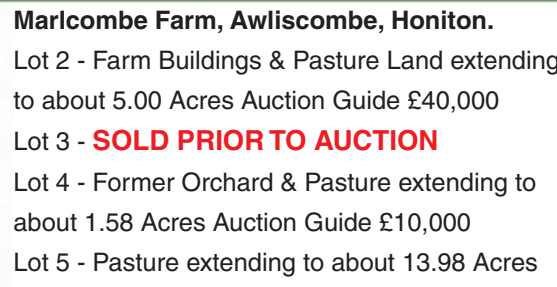 Marlcombe Farm, Awliscombe, Honiton.
Lot 2 - Farm Buildings & Pasture Land extending
to about 5.00 Acres Auction Guide £40,000
Lot 3 - SOLD PRIOR TO AUCTION
Lot 4 - Former Orchard & Pasture extending to
about 1.58 Acres Auction Guide £10,000
Lot 5 - Pasture extending to about 13.98 Acres